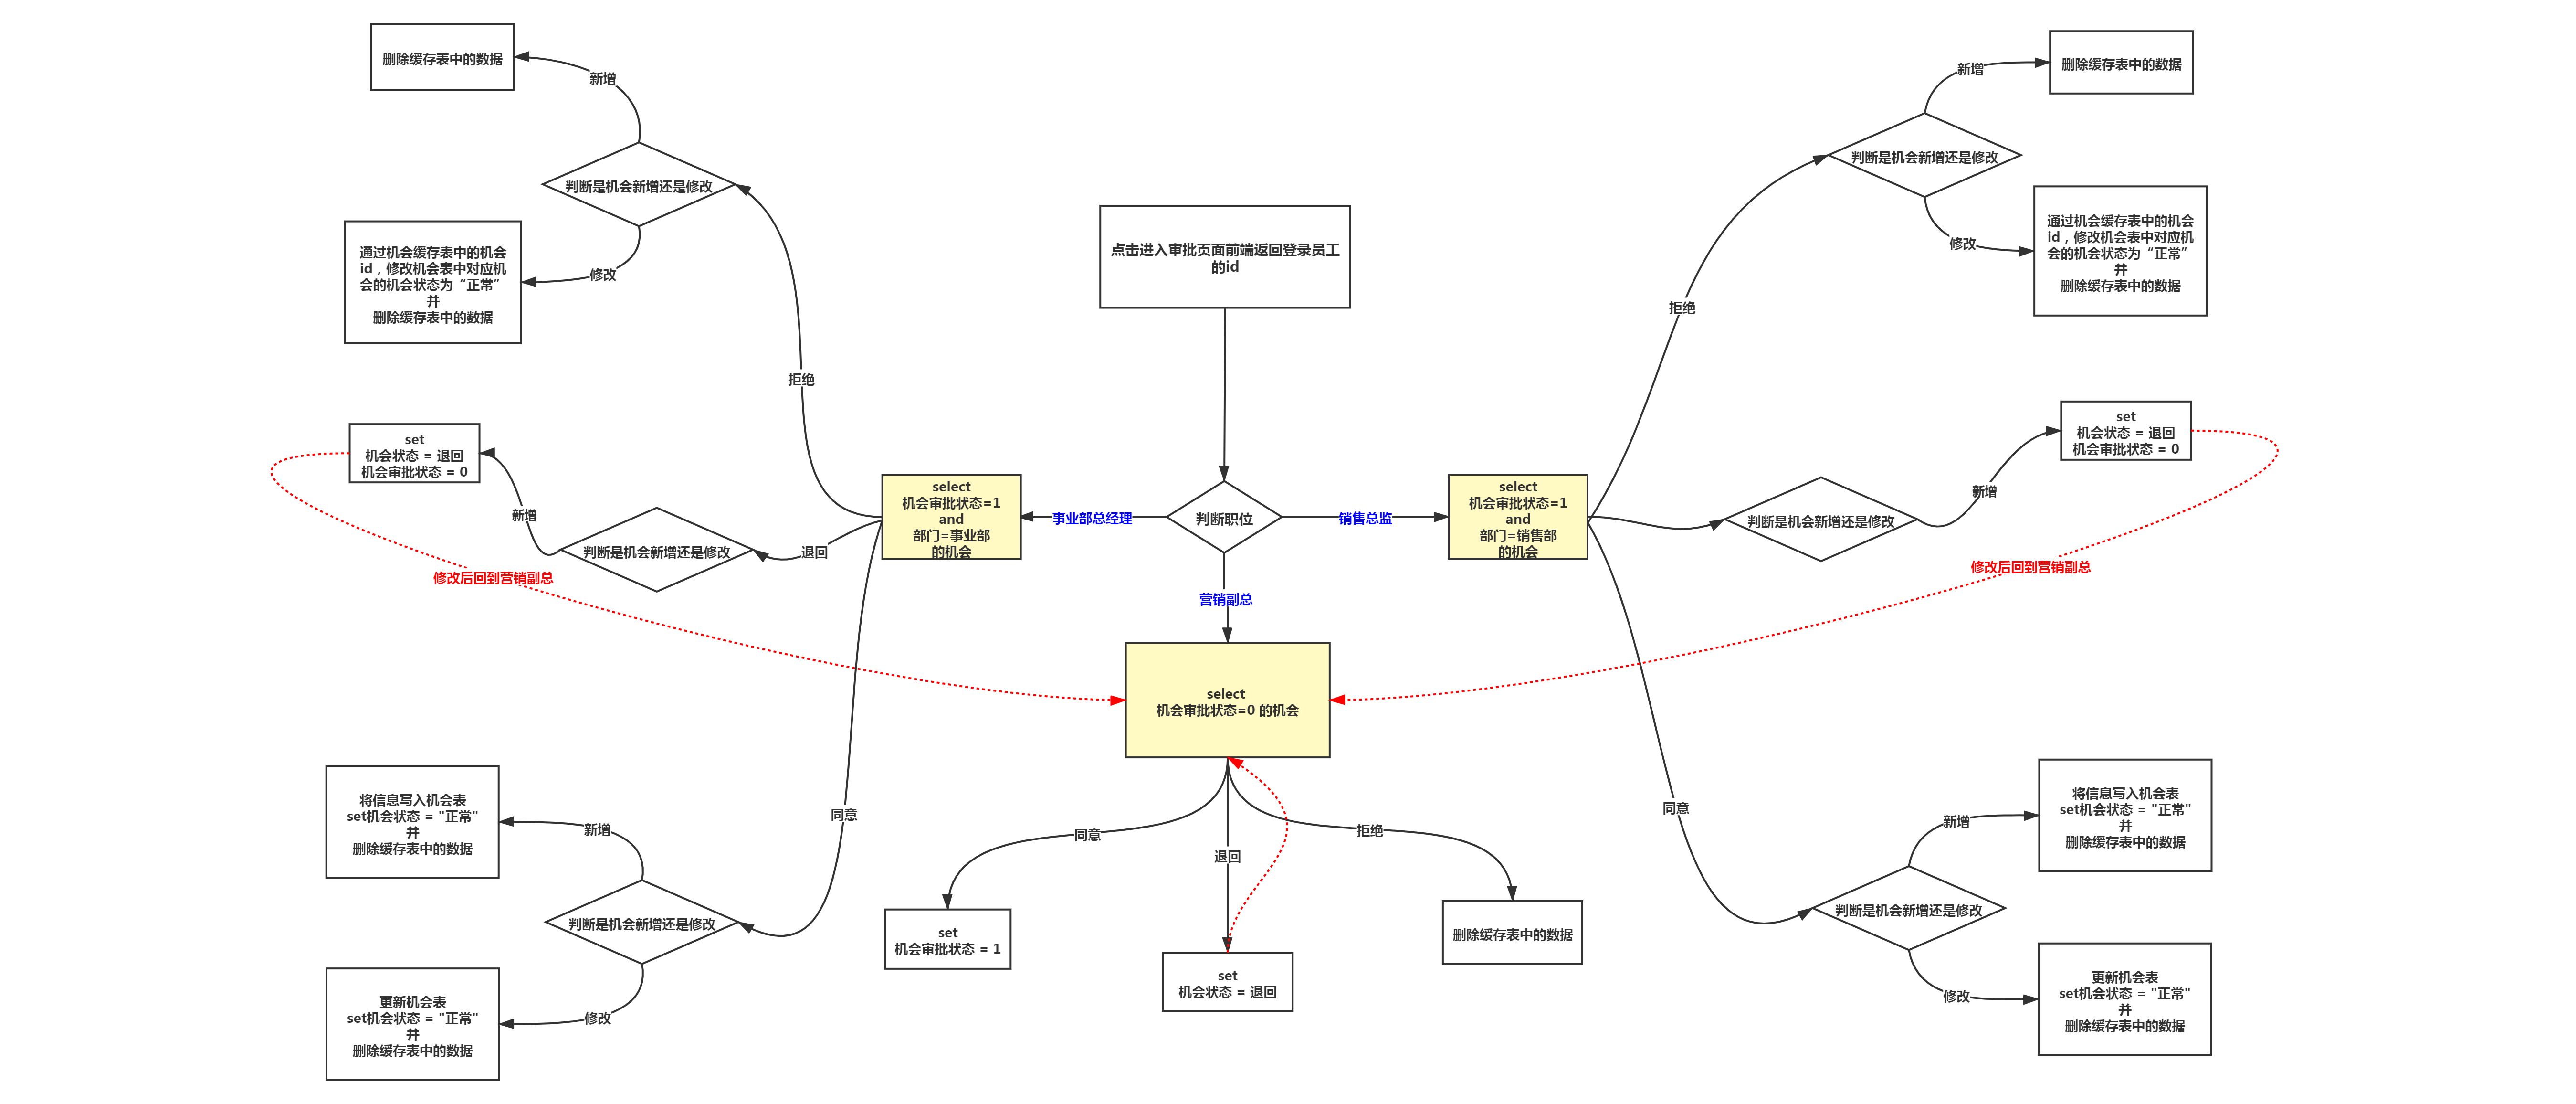 删除缓存表中的数据
新增
判断是机会新增还是修改
修改
通过机会缓存表中的机会
id，修改机会表中对应机
会的机会状态为“正常”
并
删除缓存表中的数据
拒绝
set
机会状态 = 退回
机会审批状态 = 0
新增
判断是机会新增还是修改
退回
修改后回到营销副总
同意
将信息写入机会表
set机会状态 = "正常"
并
删除缓存表中的数据
新增
判断是机会新增还是修改
修改
更新机会表
set机会状态 = "正常"
并
删除缓存表中的数据
点击进入审批页面前端返回登录员工
的id
select
机会审批状态=1
and
部门=事业部
的机会
事业部总经理
判断职位
销售总监
select
机会审批状态=1
and
部门=销售部
的机会
营销副总
select
机会审批状态=0 的机会
同意
退回
拒绝
set
机会审批状态 = 1
set
机会状态 = 退回
删除缓存表中的数据
删除缓存表中的数据
新增
判断是机会新增还是修改
修改
通过机会缓存表中的机会
id，修改机会表中对应机
会的机会状态为“正常”
并
删除缓存表中的数据
拒绝
set
机会状态 = 退回
机会审批状态 = 0
新增
判断是机会新增还是修改
修改后回到营销副总
同意
将信息写入机会表
set机会状态 = "正常"
并
删除缓存表中的数据
新增
判断是机会新增还是修改
修改
更新机会表
set机会状态 = "正常"
并
删除缓存表中的数据